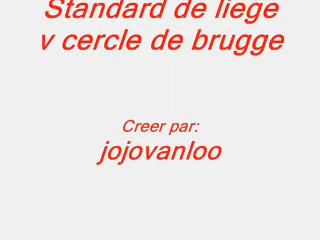 Standard de liege
v cercle de brugge
Creer par:
jojovanloo